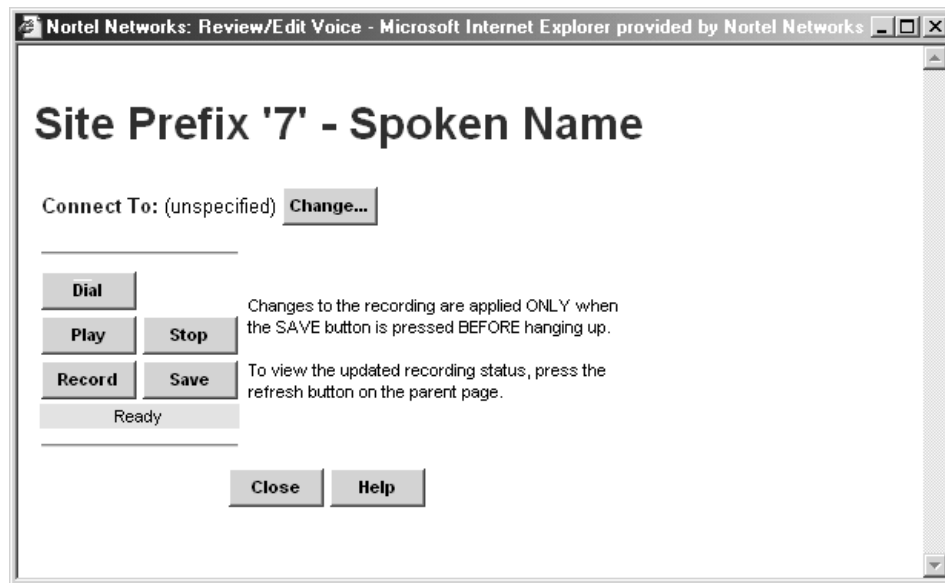 Nortel Networks: Review/Edit Voice - Microsoft Internet Explorer provided by Nortel Networks
Site Prefix '7' - Spoken Name
Connect To: (unspecified) Change...
Dial
Play Stop
Record Save
Ready
Changes to the recording are applied ONLY when
the SAVE button is pressed BEFORE hanging up.
To view the updated recording status, press the
refresh button on the parent page.
Close Help